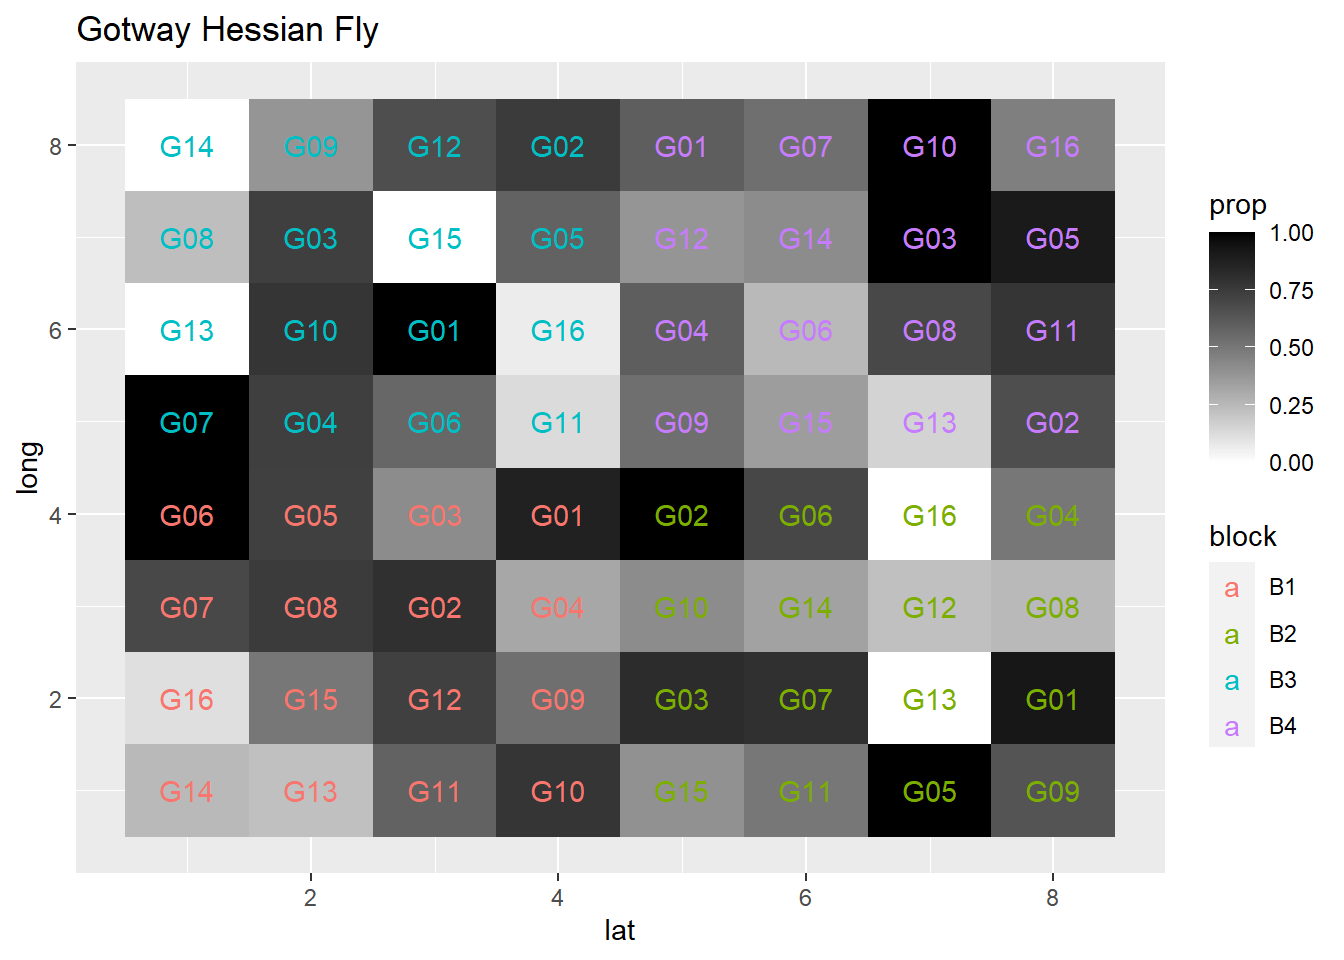 Gotway Hessian Fly
long
8
G14 G09 G12 G02 G01 G07 G10 G16
G08 G03 G15 G05 G12 G14 G03 G05
6
G13 G10 G01 G16 G04 G06 G08 G11
G07 G04 G06 G11 G09 G15 G13 G02
4
G06 G05 G03 G01 G02 G06 G16 G04
G07 G08 G02 G04 G10 G14 G12 G08
2
G16 G15 G12 G09 G03 G07 G13 G01
G14 G13 G11 G10 G15 G11 G05 G09
2 4 6 8
lat
prop
1.00
0.75
0.50
0.25
0.00
block
a B1
a B2
a B3
a B4